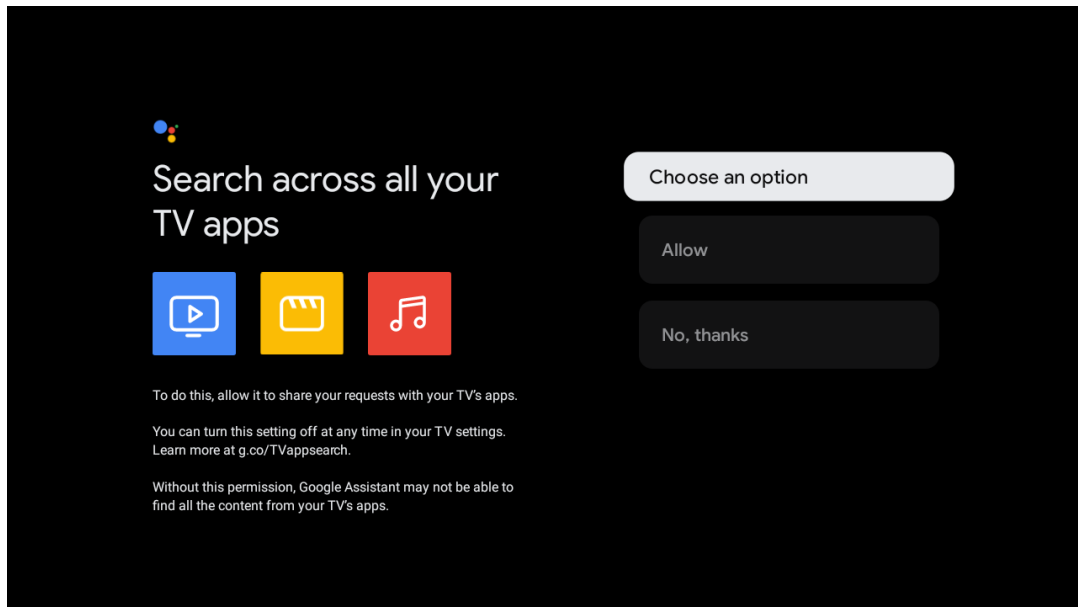 Search across all your
TV apps
To do this, allow it to share your requests with your TV's apps.
You can turn this setting off at any time in your TV settings.
Learn more at g.co/TVappsearch.
Without this permission, Google Assistant may not be able to
find all the content from your TV's apps.
Choose an option
Allow
No, thanks